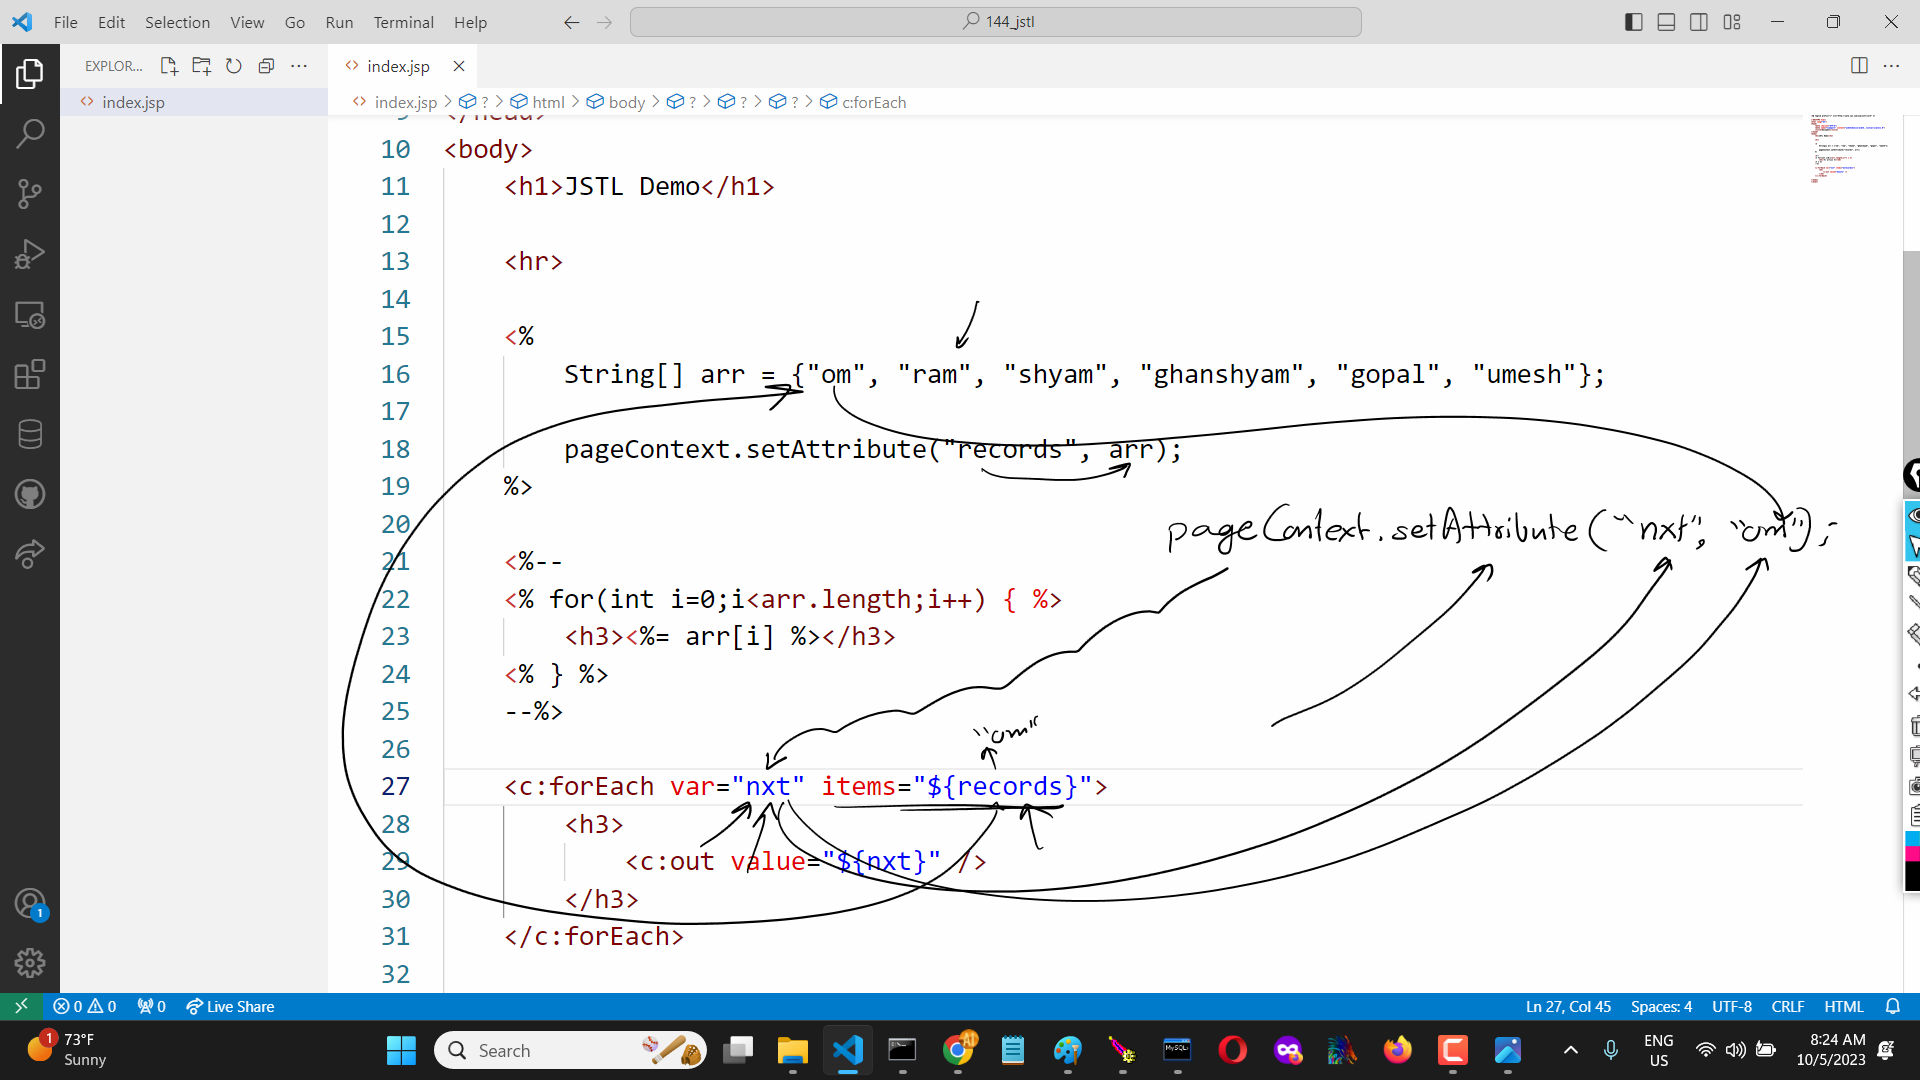 File Edit Selection View Go Run Terminal Help
144_jstl
EXPLOR...
index.jsp
index.jsp
index.jsp > ? > html > body > ? > ? > ? > c:forEach
9 </head>
10 <body>
11 <h1>JSTL Demo</h1>
12
13 <hr>
14
15 <%
16 String[] arr = {"om", "ram", "shyam", "ghanshyam", "gopal", "umesh"};
17
18 pageContext.setAttribute("records", arr);
19 %>
20
pageContext.setAttribute("nxt", "om");
21 <%--
22 <% for(int i=0;i<arr.length;i++) { %>
23 <h3><%= arr[i] %></h3>
24 <% } %>
25 --%>
26
"om"
27 <c:forEach var="nxt" items="${records}">
28 <h3>
29 <c:out value="${nxt}" />
30 </h3>
31 </c:forEach>
32
1
0 0 0 Live Share
Ln 27, Col 45 Spaces: 4 UTF-8 CRLF HTML
1
73°F
Sunny
Search
AI
MySQL
ENG
US
8:24 AM
10/5/2023